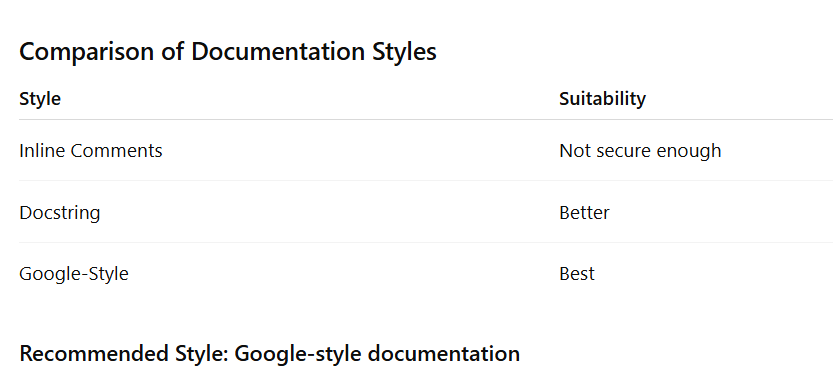 Comparison of Documentation Styles
Style Suitability
Inline Comments Not secure enough
Docstring Better
Google-Style Best
Recommended Style: Google-style documentation